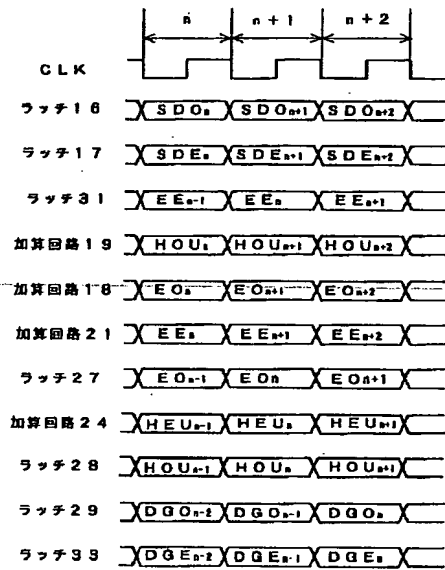 n n+1 n+2
CLK
ラッチ16 SDOn SDOn+1 SDOn+2
ラッチ17 SDEn SDEn+1 SDEn+2
ラッチ31 EEn-1 EEn EEn+1
加算回路19 HOUn HOUn+1 HOUn+2
加算回路18 EOn EOn+1 EOn+2
加算回路21 EEn EEn+1 EEn+2
ラッチ27 EOn-1 EOn EOn+1
加算回路24 HEUn-1 HEUn HEUn+1
ラッチ28 HOUn-1 HOUn HOUn+1
ラッチ29 DGOn-2 DGOn-1 DGOn
ラッチ33 DGEn-2 DGEn-1 DGEn